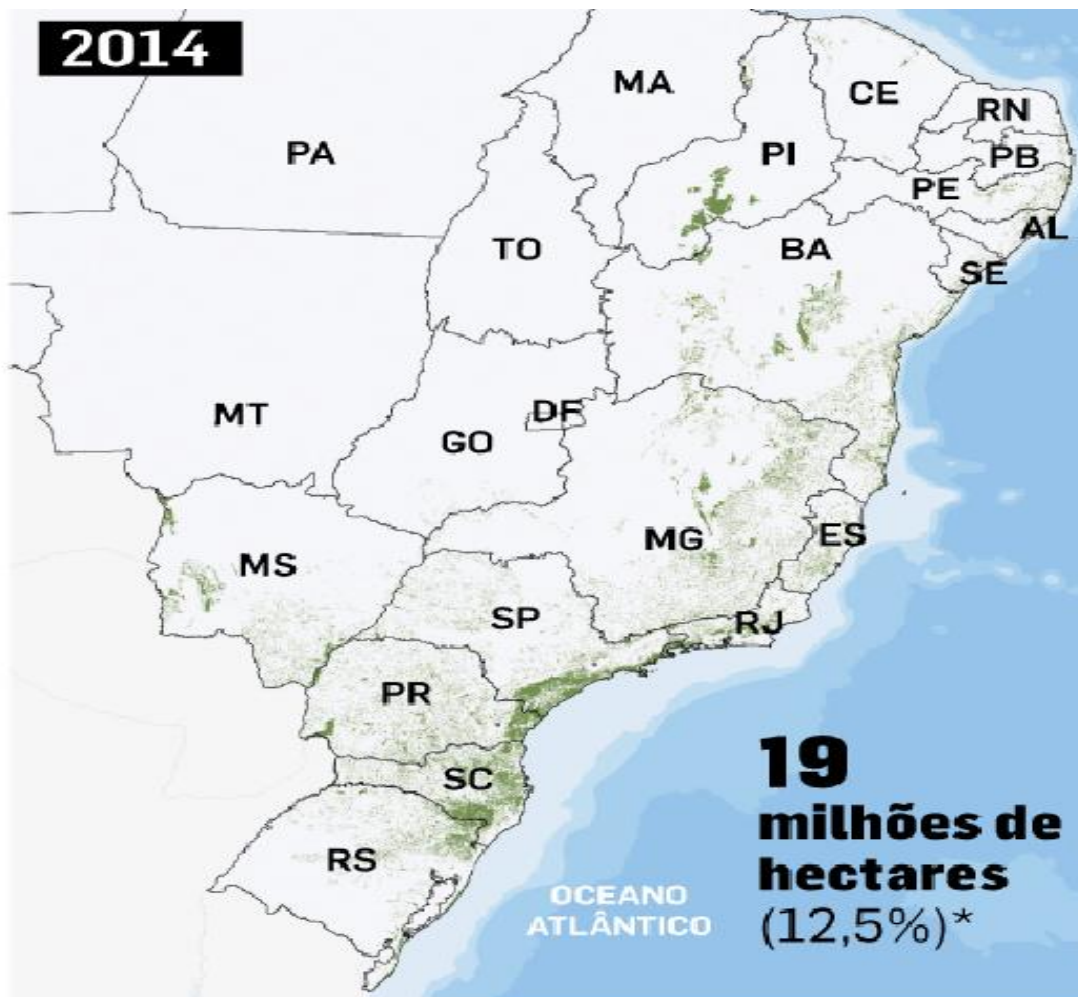 2014
MA
CE
RN
PA
PI
PB
PE
AL
TO
BA
SE
MT
DF
GO
MG
ES
MS
SP
RJ
PR
SC
RS
19
milhões de
hectares
(12,5%)*
OCEANO
ATLÂNTICO